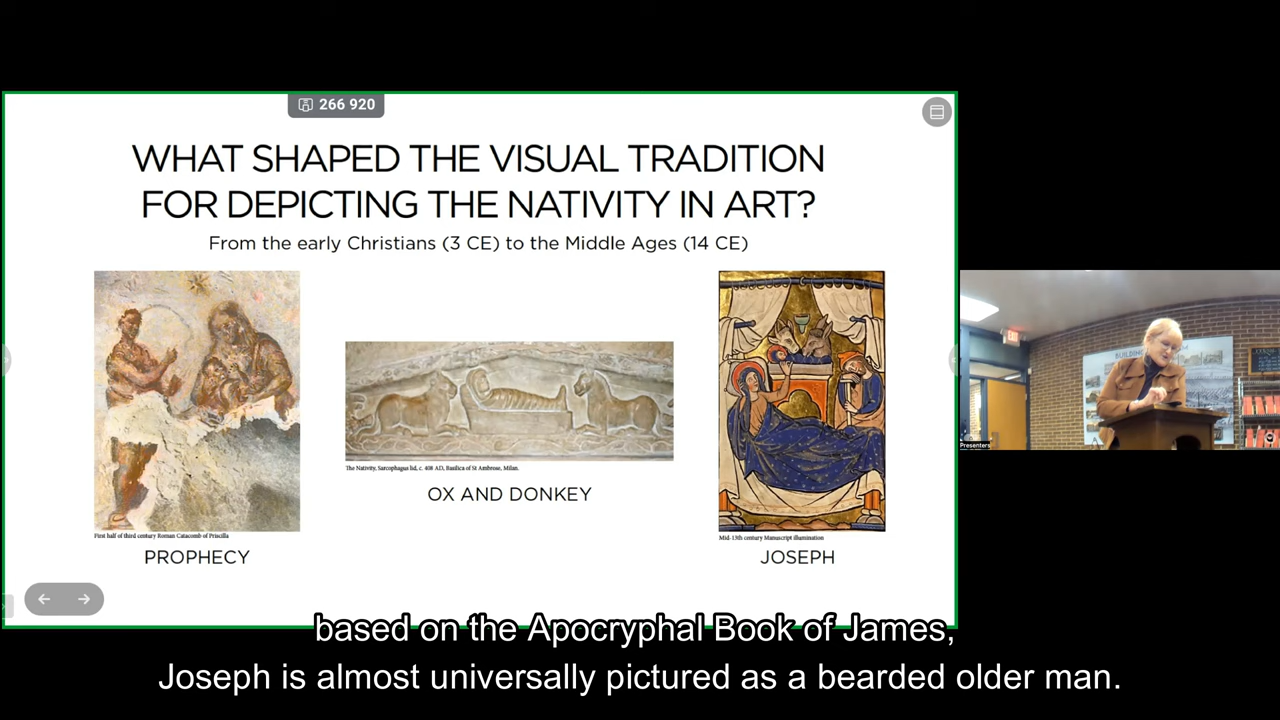 266 920
WHAT SHAPED THE VISUAL TRADITION
FOR DEPICTING THE NATIVITY IN ART?
From the early Christians (3 CE) to the Middle Ages (14 CE)
First half of third century Roman Catacomb of Priscilla
PROPHECY
The Nativity, Sarcophagus lid, c. 408 AD, Basilica of St Ambrose, Milan.
OX AND DONKEY
Mid-13th century Manuscript illumination
JOSEPH
EXIT
Presenters
based on the Apocryphal Book of James,
Joseph is almost universally pictured as a bearded older man.